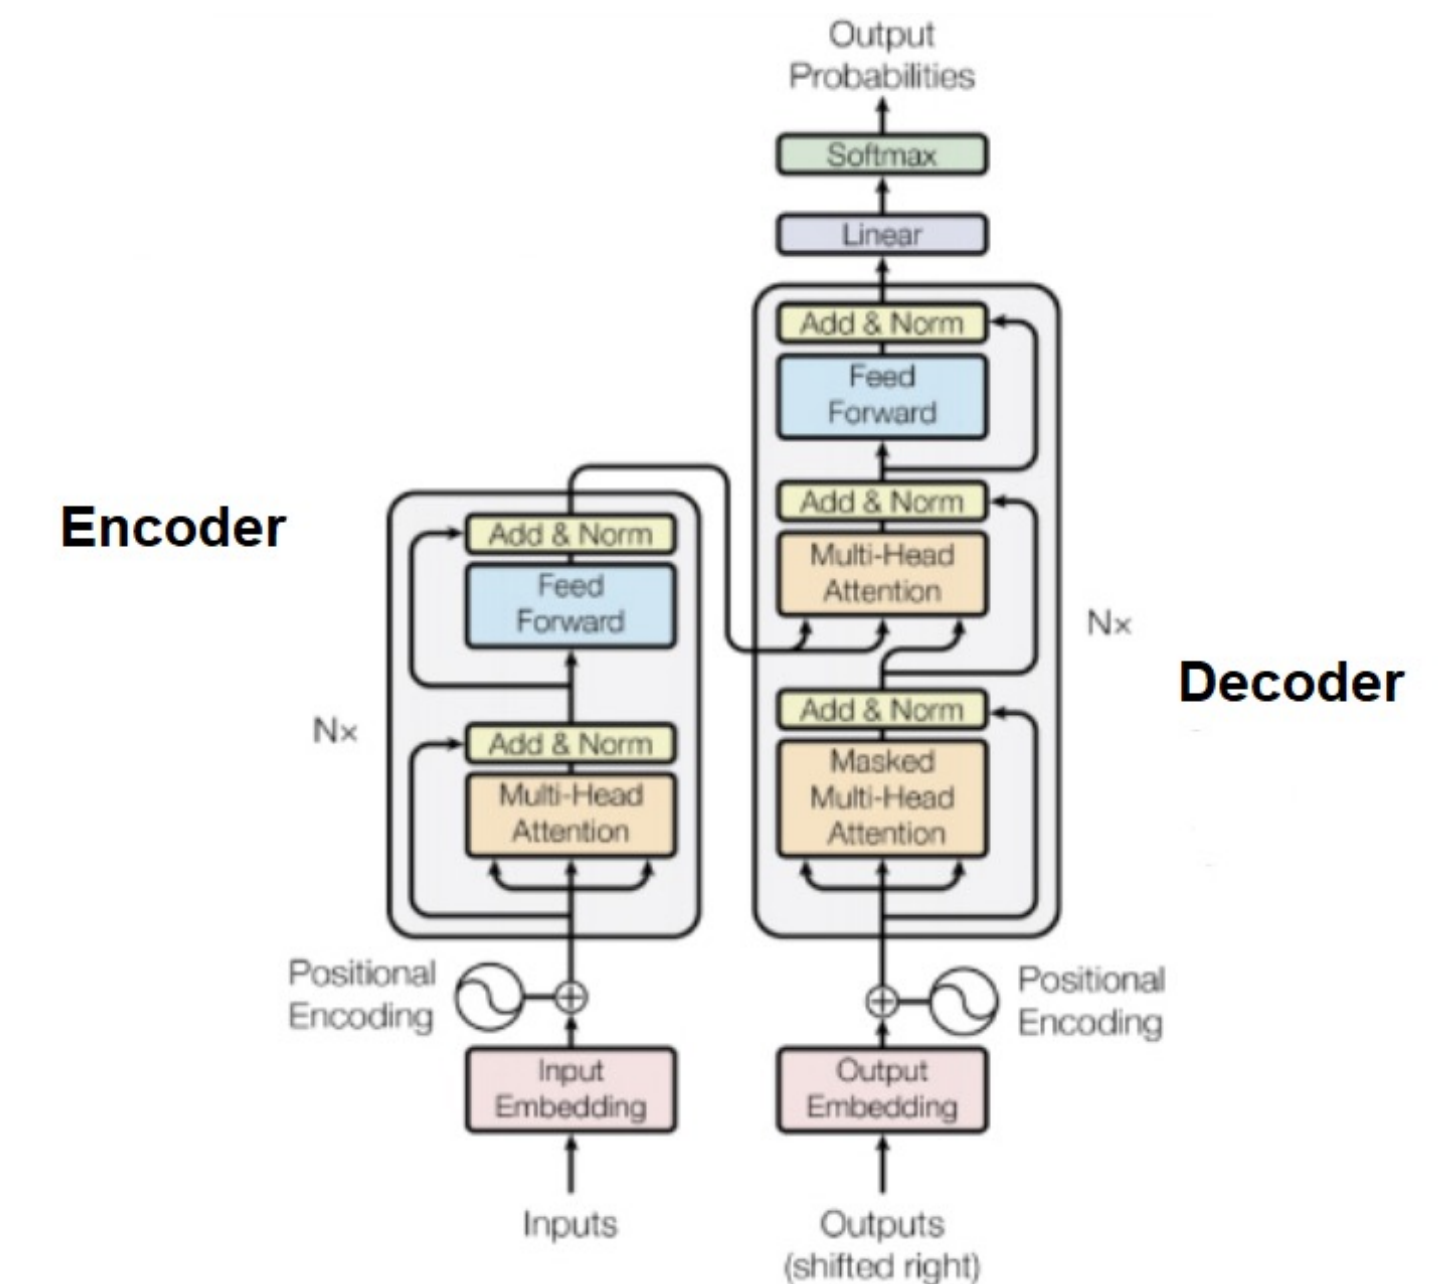 Output
Probabilities
Softmax
Linear
Add & Norm
Feed
Forward
Add & Norm
Multi-Head
Attention
Add & Norm
Masked
Multi-Head
Attention
Nx
Decoder
Encoder
Add & Norm
Feed
Forward
Nx
Add & Norm
Multi-Head
Attention
Positional
Encoding
Positional
Encoding
Input
Embedding
Output
Embedding
Inputs
Outputs
(shifted right)